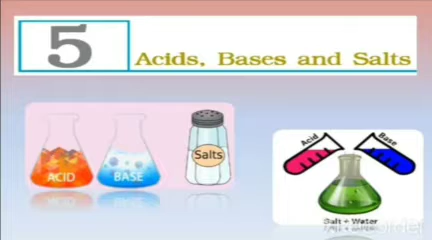 5
Acids, Bases and Salts
ACID
BASE
Salts
Acid
Base
Salt + Water